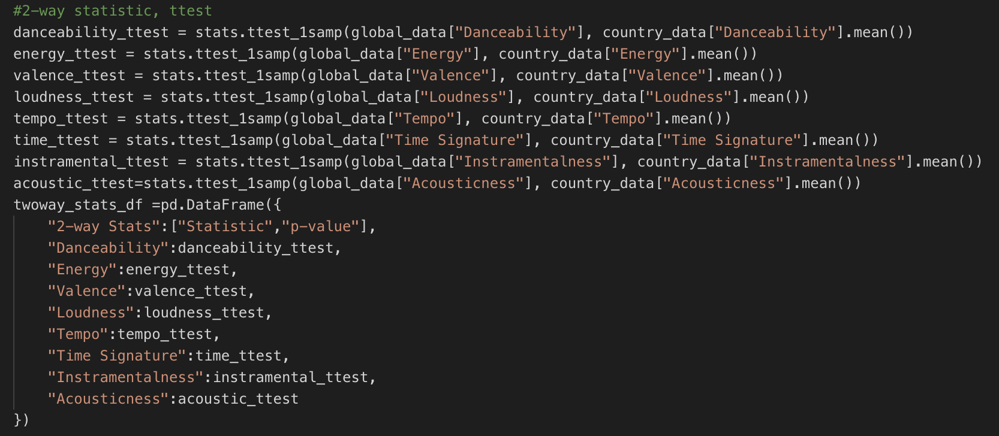 #2-way statistic, ttest
danceability_ttest = stats.ttest_1samp(global_data["Danceability"], country_data["Danceability"].mean())
energy_ttest = stats.ttest_1samp(global_data["Energy"], country_data["Energy"].mean())
valence_ttest = stats.ttest_1samp(global_data["Valence"], country_data["Valence"].mean())
loudness_ttest = stats.ttest_1samp(global_data["Loudness"], country_data["Loudness"].mean())
tempo_ttest = stats.ttest_1samp(global_data["Tempo"], country_data["Tempo"].mean())
time_ttest = stats.ttest_1samp(global_data["Time Signature"], country_data["Time Signature"].mean())
instramental_ttest = stats.ttest_1samp(global_data["Instramentalness"], country_data["Instramentalness"].mean())
acoustic_ttest=stats.ttest_1samp(global_data["Acousticness"], country_data["Acousticness"].mean())
twoway_stats_df =pd.DataFrame({
    "2-way Stats":["Statistic","p-value"],
    "Danceability":danceability_ttest,
    "Energy":energy_ttest,
    "Valence":valence_ttest,
    "Loudness":loudness_ttest,
    "Tempo":tempo_ttest,
    "Time Signature":time_ttest,
    "Instramentalness":instramental_ttest,
    "Acousticness":acoustic_ttest
})